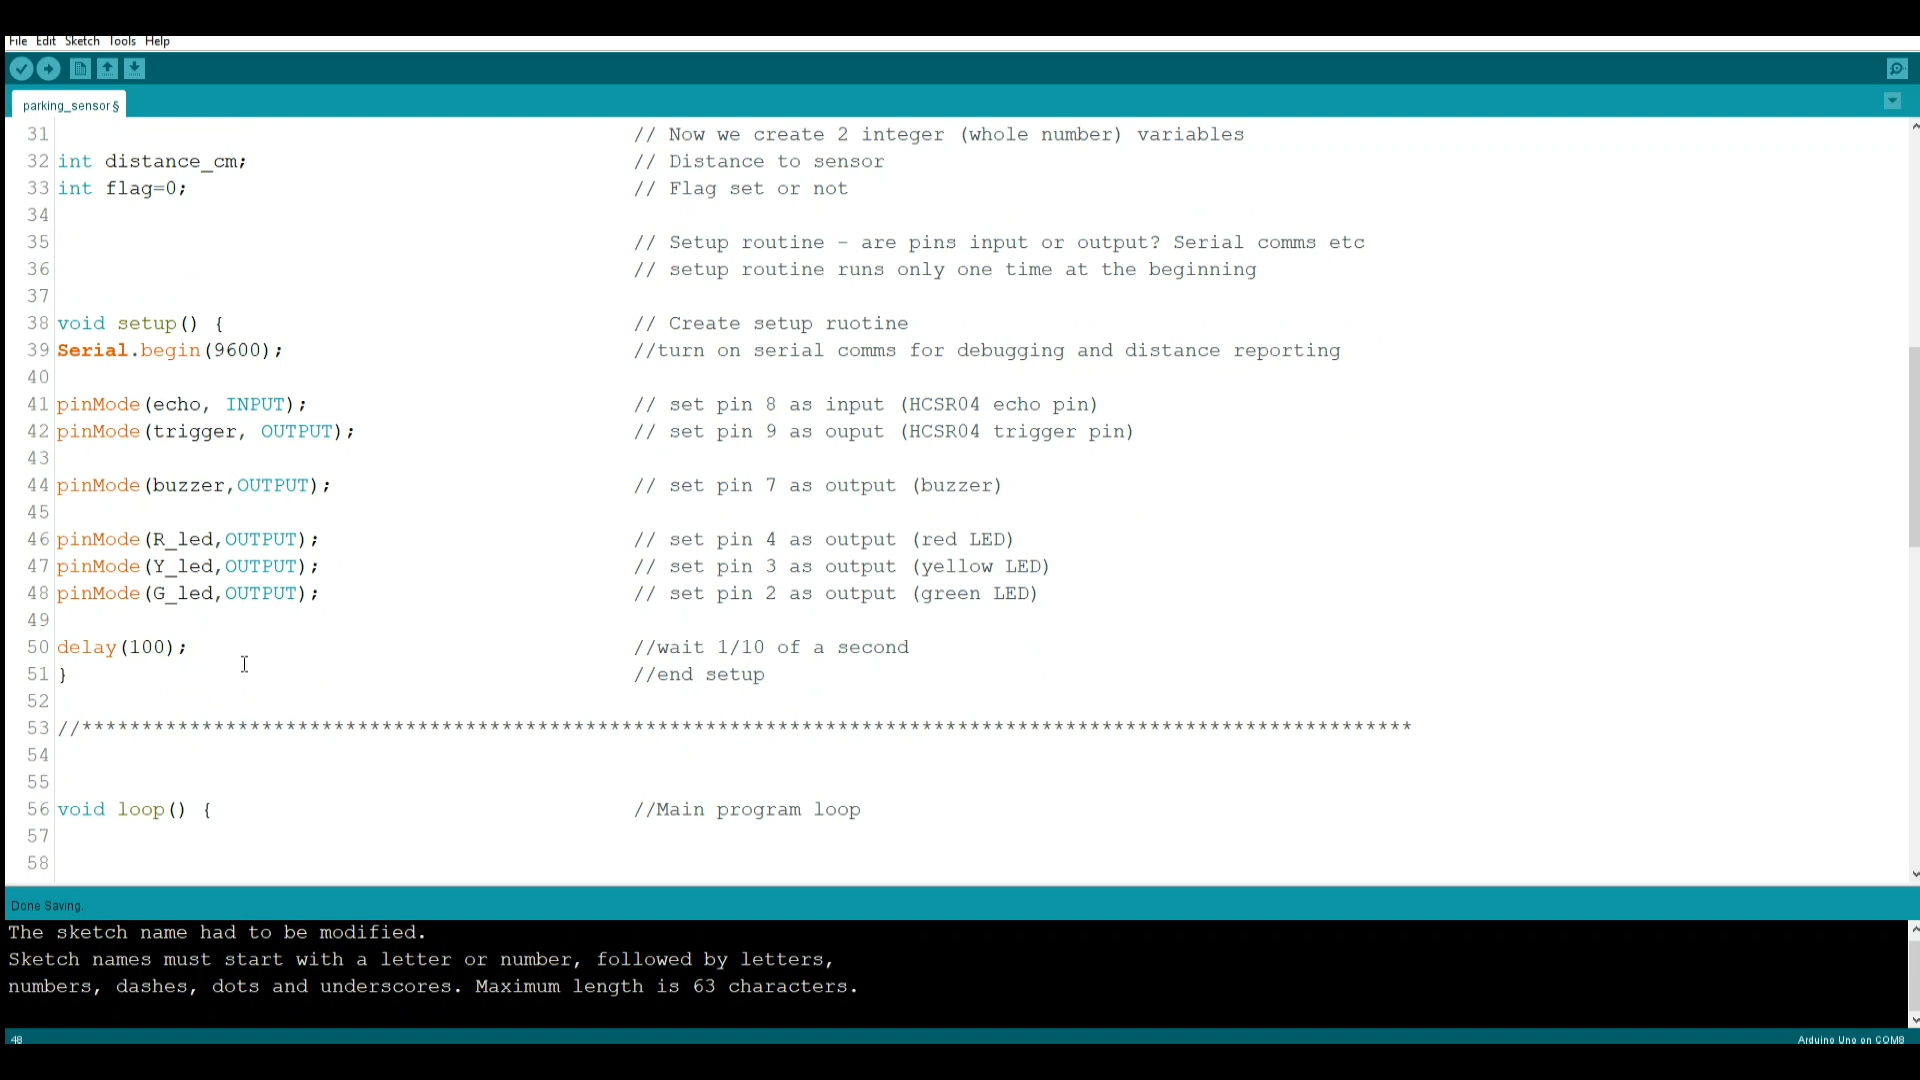 File Edit Sketch Tools Help
parking_sensor §
31 // Now we create 2 integer (whole number) variables
32 int distance_cm; // Distance to sensor
33 int flag=0; // Flag set or not
34
35 // Setup routine - are pins input or output? Serial comms etc
36 // setup routine runs only one time at the beginning
37
38 void setup() { // Create setup ruotine
39 Serial.begin(9600); //turn on serial comms for debugging and distance reporting
40
41 pinMode(echo, INPUT); // set pin 8 as input (HCSR04 echo pin)
42 pinMode(trigger, OUTPUT); // set pin 9 as ouput (HCSR04 trigger pin)
43
44 pinMode(buzzer,OUTPUT); // set pin 7 as output (buzzer)
45
46 pinMode(R_led,OUTPUT); // set pin 4 as output (red LED)
47 pinMode(Y_led,OUTPUT); // set pin 3 as output (yellow LED)
48 pinMode(G_led,OUTPUT); // set pin 2 as output (green LED)
49
50 delay(100); //wait 1/10 of a second
51 } //end setup
52
53 //***************************************************************************************************************
54
55
56 void loop() { //Main program loop
57
58
Done Saving.
The sketch name had to be modified.
Sketch names must start with a letter or number, followed by letters,
numbers, dashes, dots and underscores. Maximum length is 63 characters.
48 Arduino Uno on COM8